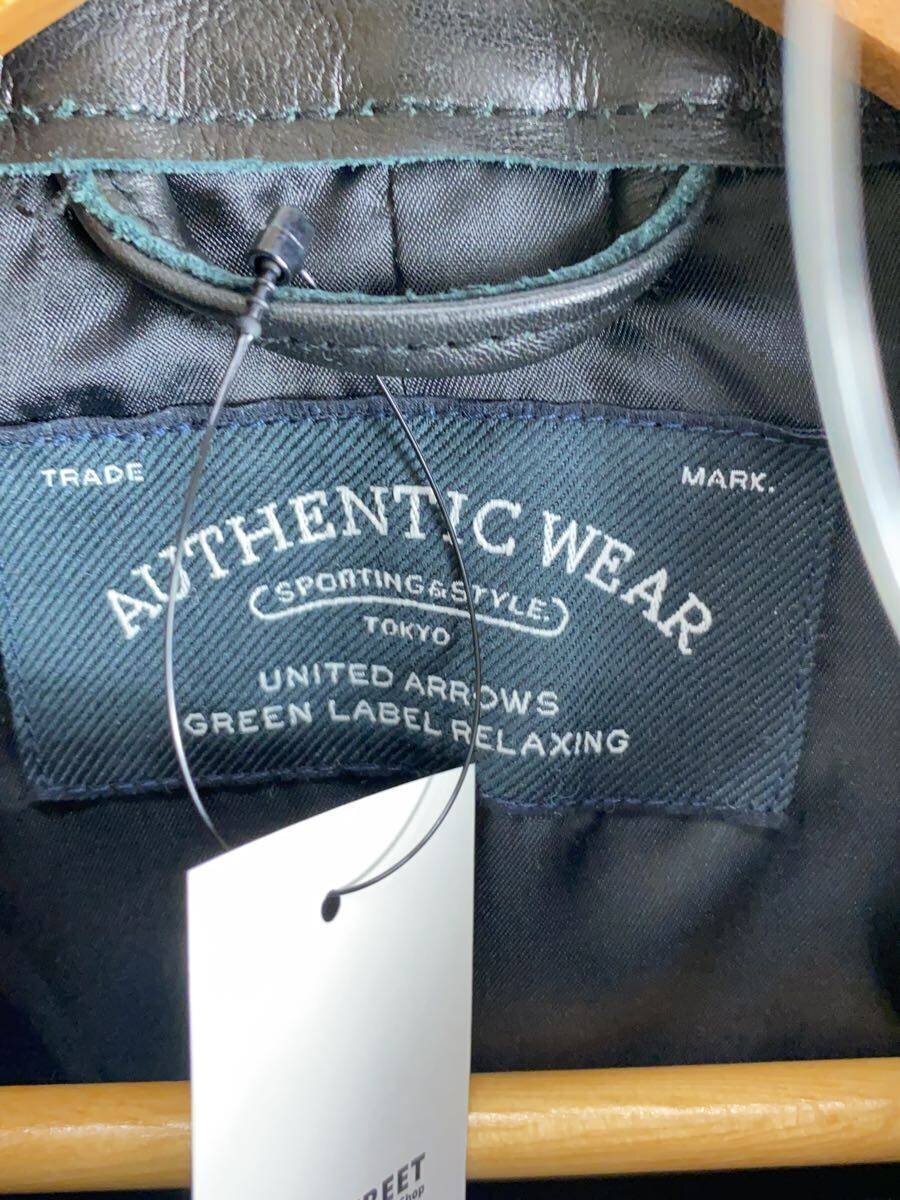 TRADE MARK.
AUTHENTIC WEAR
SPORTING & STYLE.
TOKYO
UNITED ARROWS
GREEN LABEL RELAXING